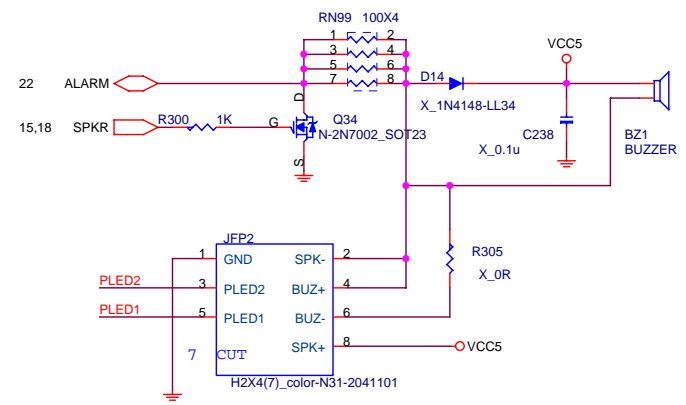 RN99 100X4
1 2
3 4
5 6
7 8
VCC5
D14
22 ALARM
D
X_1N4148-LL34
15,18 SPKR R300 1K G
Q34
N-2N7002_SOT23
S
C238
X_0.1u
BZ1
BUZZER
JFP2
1 GND SPK- 2
PLED2 3 PLED2 BUZ+ 4
PLED1 5 PLED1 BUZ- 6
7 CUT SPK+ 8 VCC5
R305
X_0R
H2X4(7)_color-N31-2041101